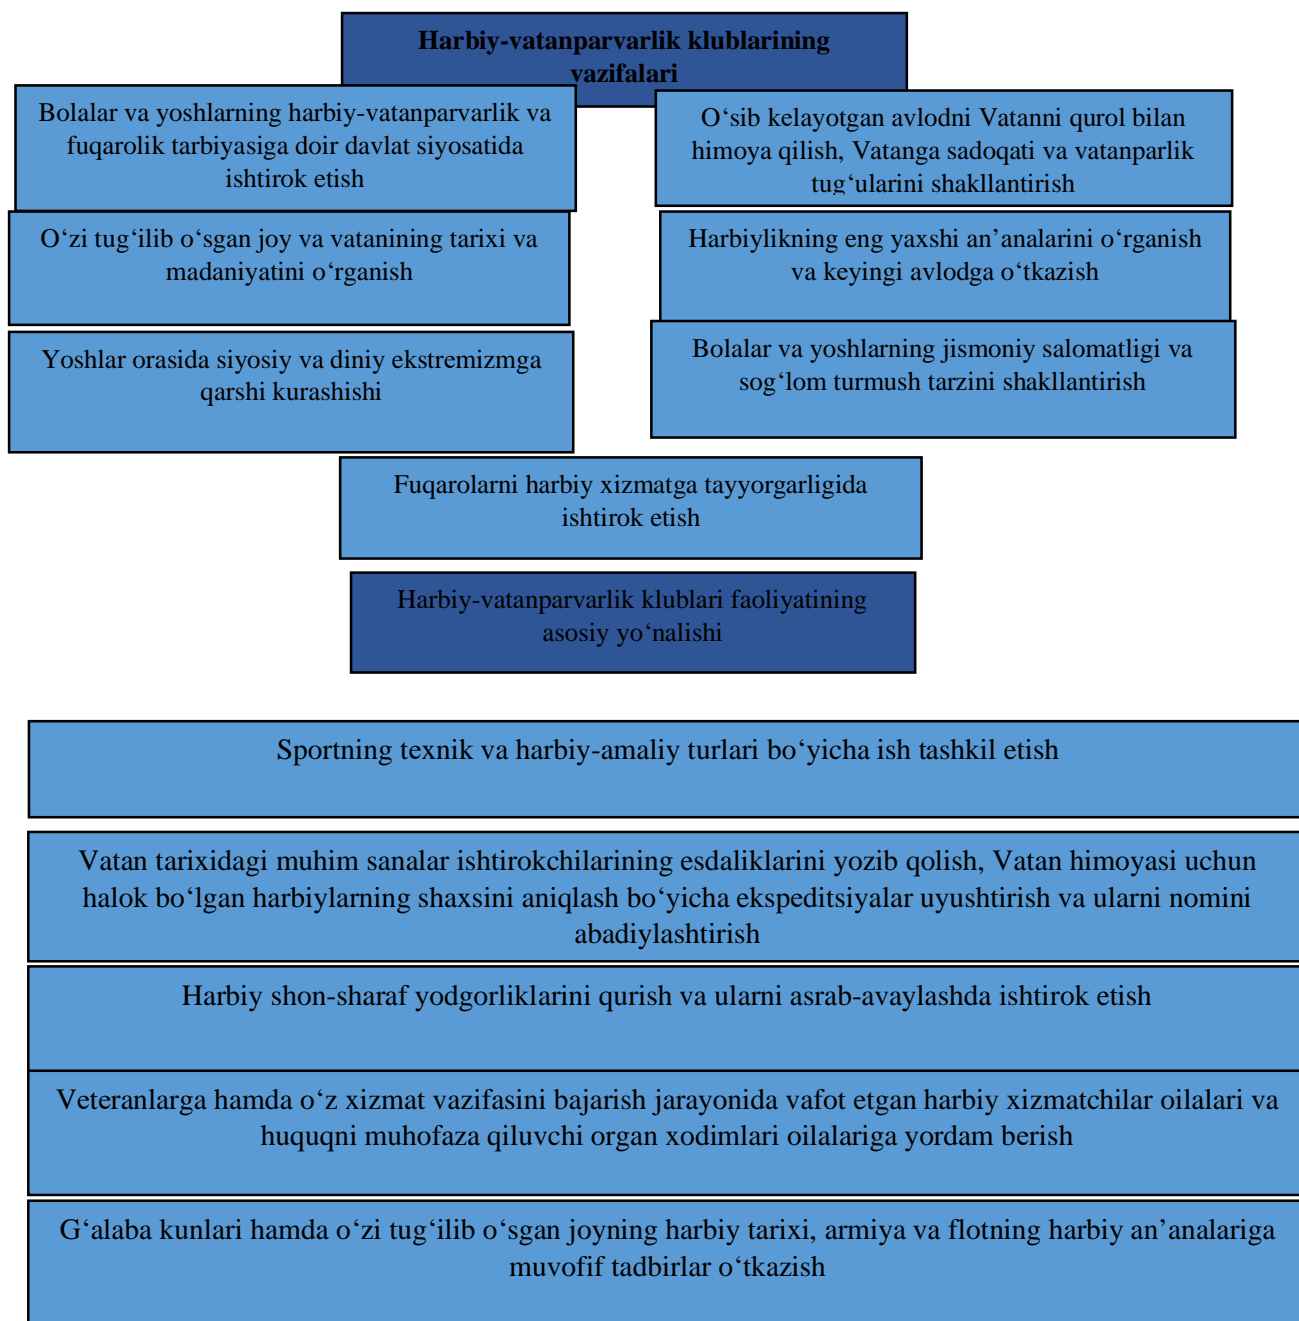 Harbiy-vatanparvarlik klublarining
vazifalari
Bolalar va yoshlarning harbiy-vatanparvarlik va
fuqarolik tarbiyasiga doir davlat siyosatida
ishtirok etish
O‘sib kelayotgan avlodni Vatanni qurol bilan
himoya qilish, Vatanga sadoqati va vatanparlik
tug‘ularini shakllantirish
O‘zi tug‘ilib o‘sgan joy va vatanining tarixi va
madaniyatini o‘rganish
Harbiylikning eng yaxshi an’analarini o‘rganish
va keyingi avlodga o‘tkazish
Yoshlar orasida siyosiy va diniy ekstremizmga
qarshi kurashishi
Bolalar va yoshlarning jismoniy salomatligi va
sog‘lom turmush tarzini shakllantirish
Fuqarolarni harbiy xizmatga tayyorgarligida
ishtirok etish
Harbiy-vatanparvarlik klublari faoliyatining
asosiy yo‘nalishi
Sportning texnik va harbiy-amaliy turlari bo‘yicha ish tashkil etish
Vatan tarixidagi muhim sanalar ishtirokchilarining esdaliklarini yozib qolish, Vatan himoyasi uchun
halok bo‘lgan harbiylarning shaxsini aniqlash bo‘yicha ekspeditsiyalar uyushtirish va ularni nomini
abadiylashtirish
Harbiy shon-sharaf yodgorliklarini qurish va ularni asrab-avaylashda ishtirok etish
Veteranlarga hamda o‘z xizmat vazifasini bajarish jarayonida vafot etgan harbiy xizmatchilar oilalari va
huquqni muhofaza qiluvchi organ xodimlari oilalariga yordam berish
G‘alaba kunlari hamda o‘zi tug‘ilib o‘sgan joyning harbiy tarixi, armiya va flotning harbiy an’analariga
muvofif tadbirlar o‘tkazish